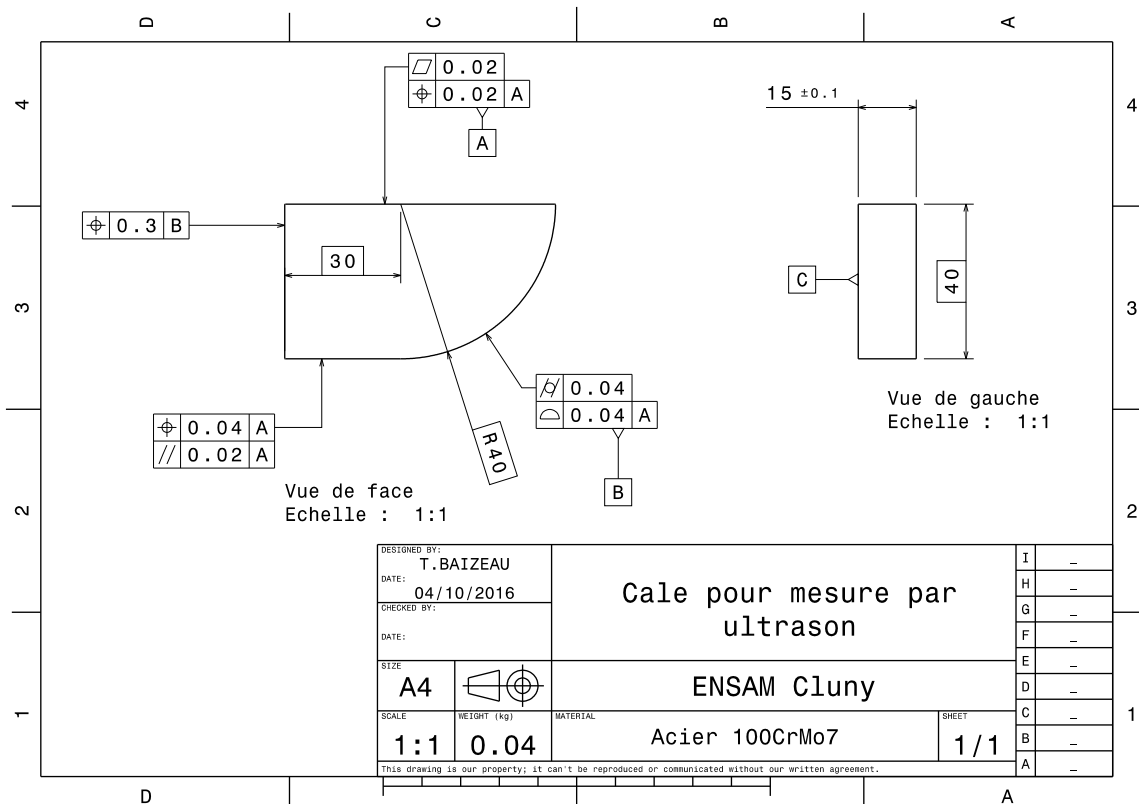 D C B A
4 4
3 3
2 2
1 1
0.02
0.02 A
A
15 ±0.1
0.3 B
30
C
40
0.04
0.04 A
B
0.04 A
// 0.02 A
R40
Vue de gauche
Echelle : 1:1
Vue de face
Echelle : 1:1
DESIGNED BY:
T.BAIZEAU
DATE:
04/10/2016
CHECKED BY:
DATE:
Cale pour mesure par
ultrason
SIZE
A4
ENSAM Cluny
SCALE
1:1
WEIGHT (kg)
0.04
MATERIAL
Acier 100CrMo7
SHEET
1/1
I _
H _
G _
F _
E _
D _
C _
B _
A _
This drawing is our property; it can't be reproduced or communicated without our written agreement.
D A